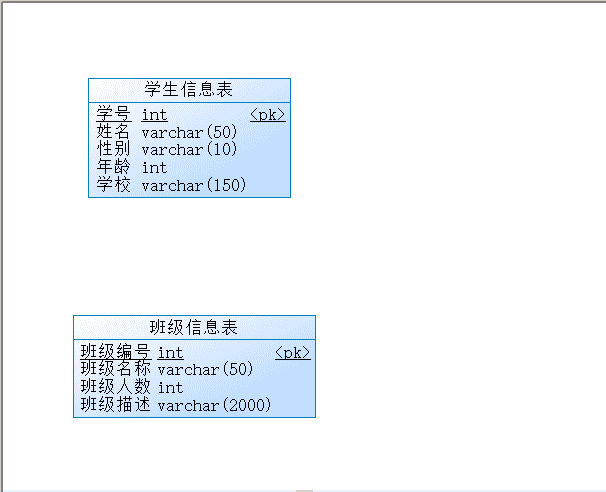 学生信息表
学号 int <pk>
姓名 varchar(50)
性别 varchar(10)
年龄 int
学校 varchar(150)
班级信息表
班级编号 int <pk>
班级名称 varchar(50)
班级人数 int
班级描述 varchar(2000)